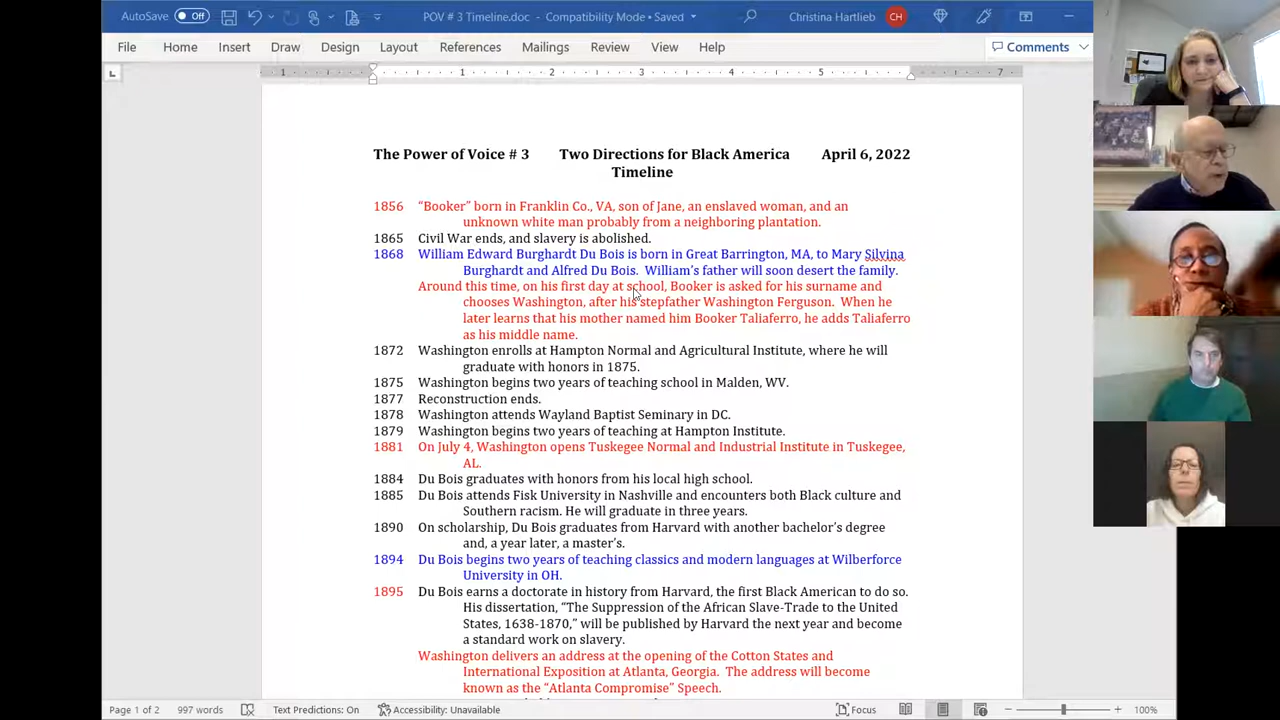 AutoSave Off POV # 3 Timeline.doc - Compatibility Mode • Saved Christina Hartlieb CH
File Home Insert Draw Design Layout References Mailings Review View Help Comments
1 1 2 3 4 5 7
The Power of Voice # 3 Two Directions for Black America April 6, 2022
Timeline
1856 “Booker” born in Franklin Co., VA, son of Jane, an enslaved woman, and an
unknown white man probably from a neighboring plantation.
1865 Civil War ends, and slavery is abolished.
1868 William Edward Burghardt Du Bois is born in Great Barrington, MA, to Mary Silvina
Burghardt and Alfred Du Bois. William’s father will soon desert the family.
Around this time, on his first day at school, Booker is asked for his surname and
chooses Washington, after his stepfather Washington Ferguson. When he
later learns that his mother named him Booker Taliaferro, he adds Taliaferro
as his middle name.
1872 Washington enrolls at Hampton Normal and Agricultural Institute, where he will
graduate with honors in 1875.
1875 Washington begins two years of teaching school in Malden, WV.
1877 Reconstruction ends.
1878 Washington attends Wayland Baptist Seminary in DC.
1879 Washington begins two years of teaching at Hampton Institute.
1881 On July 4, Washington opens Tuskegee Normal and Industrial Institute in Tuskegee,
AL.
1884 Du Bois graduates with honors from his local high school.
1885 Du Bois attends Fisk University in Nashville and encounters both Black culture and
Southern racism. He will graduate in three years.
1890 On scholarship, Du Bois graduates from Harvard with another bachelor’s degree
and, a year later, a master’s.
1894 Du Bois begins two years of teaching classics and modern languages at Wilberforce
University in OH.
1895 Du Bois earns a doctorate in history from Harvard, the first Black American to do so.
His dissertation, “The Suppression of the African Slave-Trade to the United
States, 1638-1870,” will be published by Harvard the next year and become
a standard work on slavery.
Washington delivers an address at the opening of the Cotton States and
International Exposition at Atlanta, Georgia. The address will become
known as the “Atlanta Compromise” Speech.
Page 1 of 2 997 words Text Predictions: On Accessibility: Unavailable Focus 100%